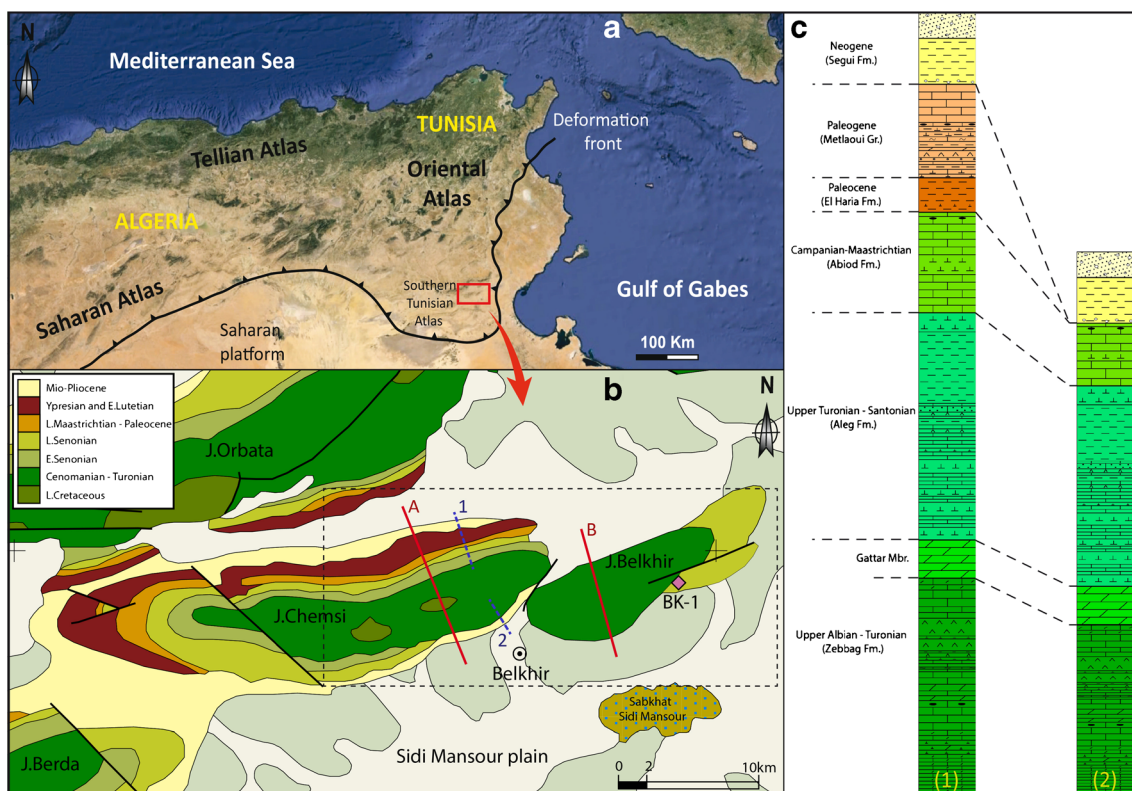 N
a
Mediterranean Sea
TUNISIA
Deformation
front
Tellian Atlas
Oriental
Atlas
ALGERIA
Saharan Atlas
Southern
Tunisian
Atlas
Gulf of Gabes
Saharan
platform
100 Km
b
N
Mio-Pliocene
Ypresian and E.Lutetian
L.Maastrichtian - Paleocene
L.Senonian
E.Senonian
Cenomanian - Turonian
L.Cretaceous
J.Orbata
A
1
B
J.Belkhir
BK-1
J.Chemsi
2
Belkhir
Sabkhat
Sidi Mansour
J.Berda
Sidi Mansour plain
0 2 10km
c
Neogene
(Segui Fm.)
Paleogene
(Metlaoui Gr.)
Paleocene
(El Haria Fm.)
Campanian-Maastrichtian
(Abiod Fm.)
Upper Turonian - Santonian
(Aleg Fm.)
Gattar Mbr.
Upper Albian - Turonian
(Zebbag Fm.)
(1)
(2)